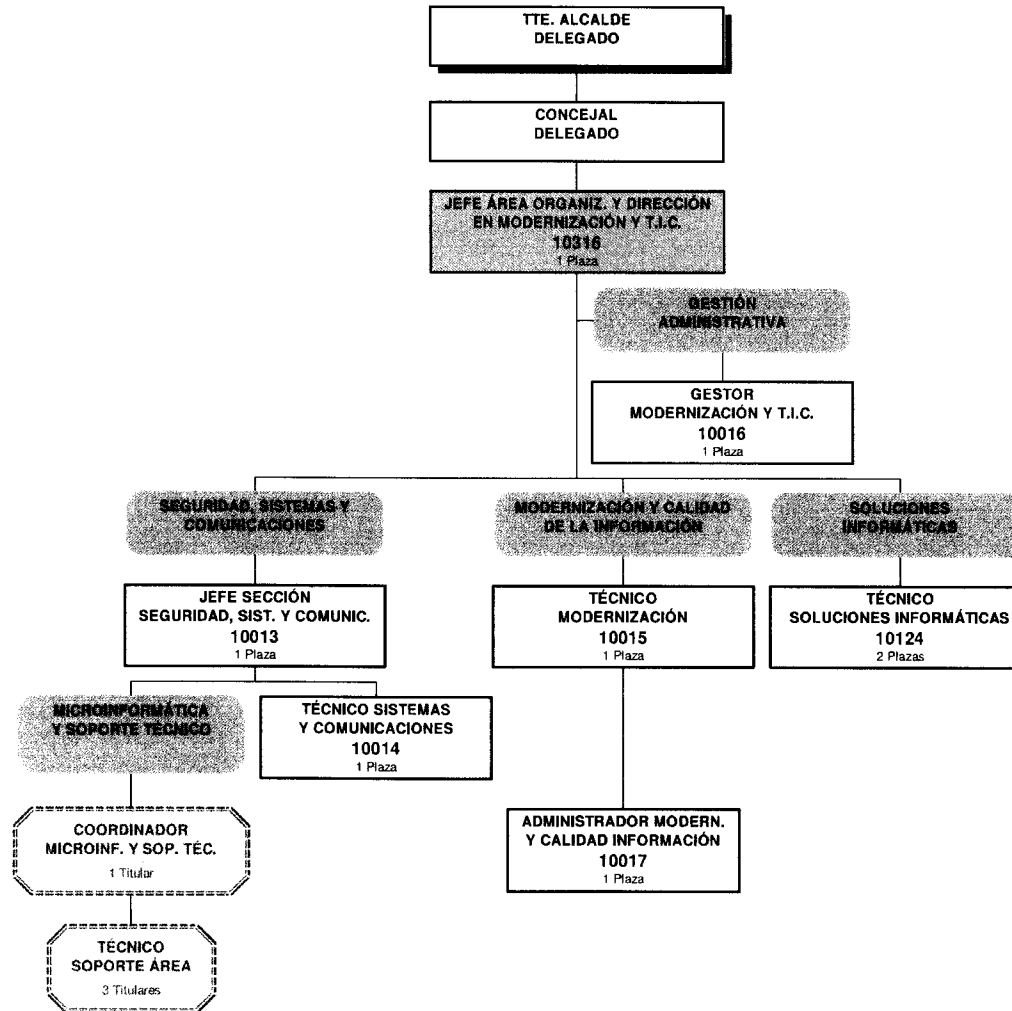 TTE. ALCALDE
DELEGADO
CONCEJAL
DELEGADO
JEFE ÁREA ORGANIZ. Y DIRECCIÓN
EN MODERNIZACIÓN Y T.I.C.
10316
1 Plaza
GESTIÓN
ADMINISTRATIVA
GESTOR
MODERNIZACIÓN Y T.I.C.
10016
1 Plaza
SEGURIDAD, SISTEMAS Y
COMUNICACIONES
MODERNIZACIÓN Y CALIDAD
DE LA INFORMACIÓN
SOLUCIONES
INFORMÁTICAS
JEFE SECCIÓN
SEGURIDAD, SIST. Y COMUNIC.
10013
1 Plaza
TÉCNICO
MODERNIZACIÓN
10015
1 Plaza
TÉCNICO
SOLUCIONES INFORMÁTICAS
10124
2 Plazas
MICROINFORMÁTICA
Y SOPORTE TÉCNICO
TÉCNICO SISTEMAS
Y COMUNICACIONES
10014
1 Plaza
COORDINADOR
MICROINF. Y SOP. TÉC.
1 Titular
ADMINISTRADOR MODERN.
Y CALIDAD INFORMACIÓN
10017
1 Plaza
TÉCNICO
SOPORTE ÁREA
3 Titulares